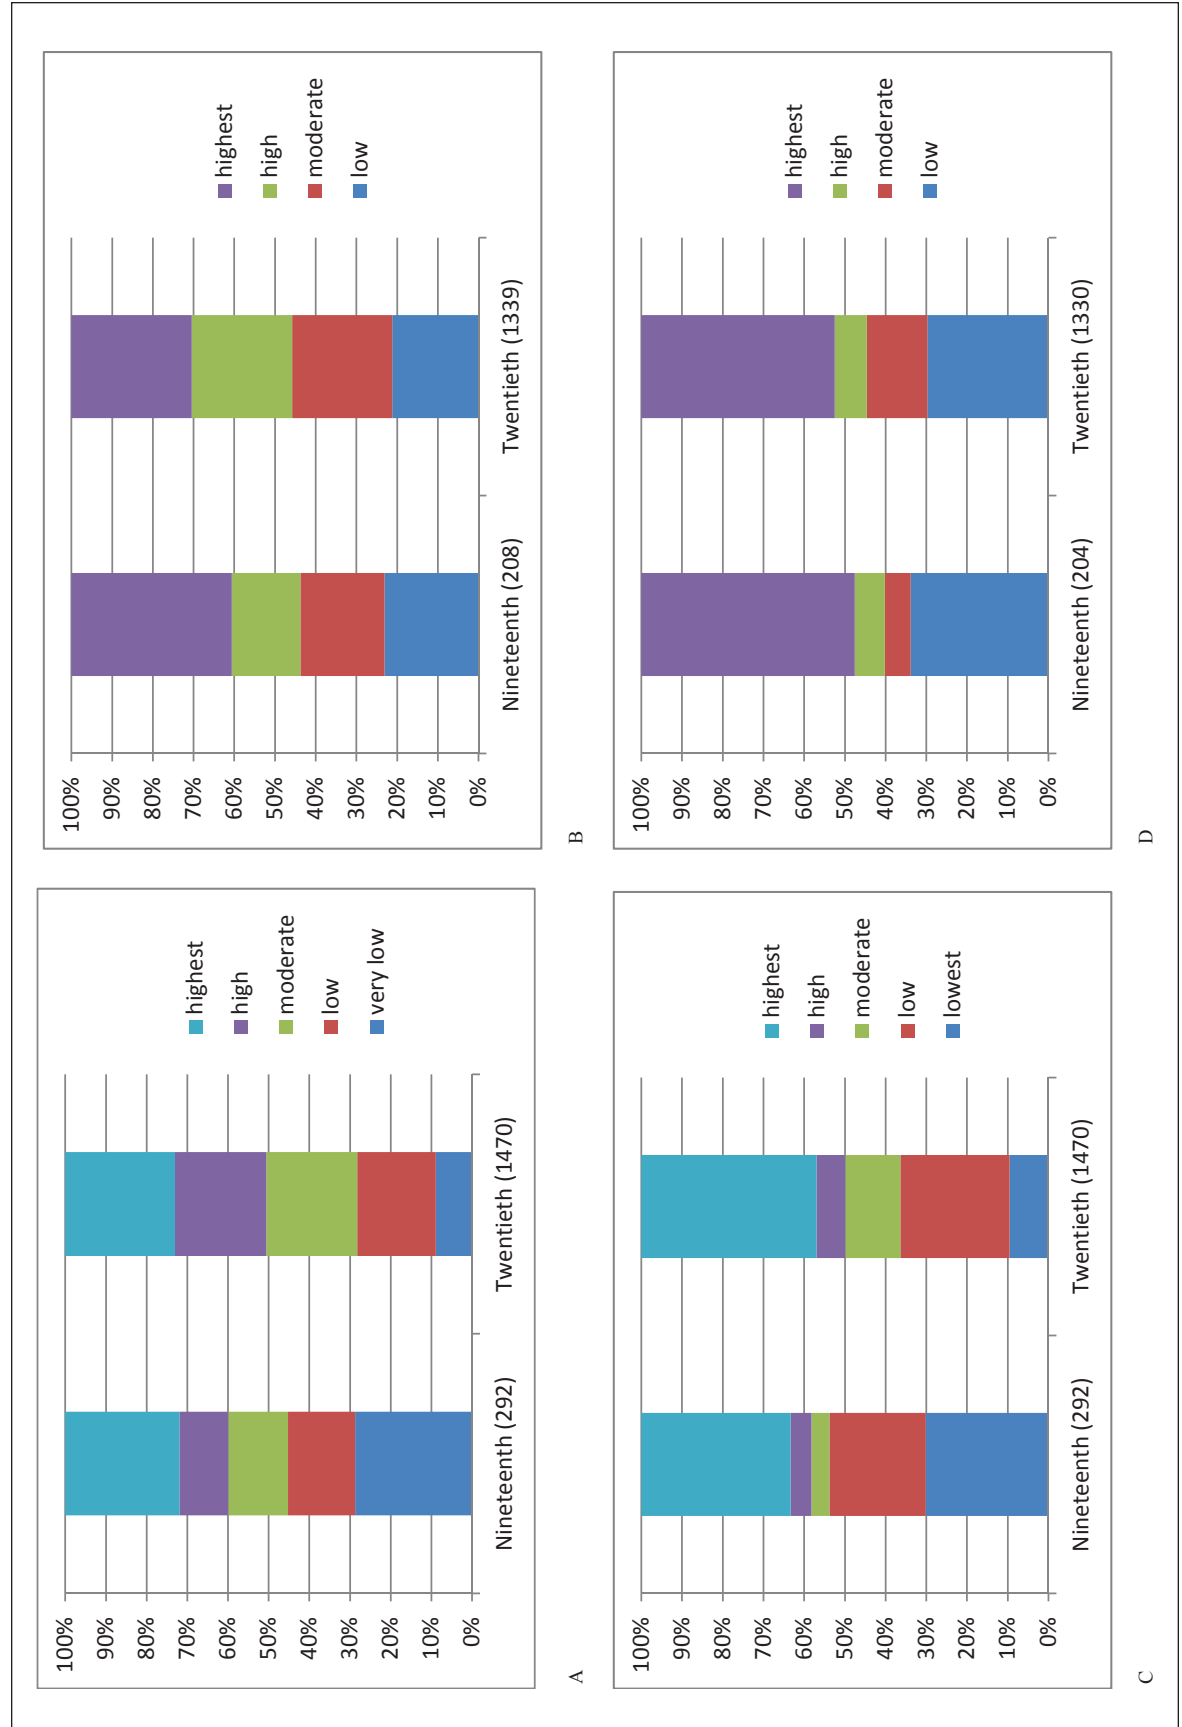 100%
90%
80%
70%
60%
50%
40%
30%
20%
10%
0%
Nineteenth (292)
Twentieth (1470)
highest
high
moderate
low
very low
A
100%
90%
80%
70%
60%
50%
40%
30%
20%
10%
0%
Nineteenth (208)
Twentieth (1339)
highest
high
moderate
low
B
100%
90%
80%
70%
60%
50%
40%
30%
20%
10%
0%
Nineteenth (292)
Twentieth (1470)
highest
high
moderate
low
lowest
C
100%
90%
80%
70%
60%
50%
40%
30%
20%
10%
0%
Nineteenth (204)
Twentieth (1330)
highest
high
moderate
low
D